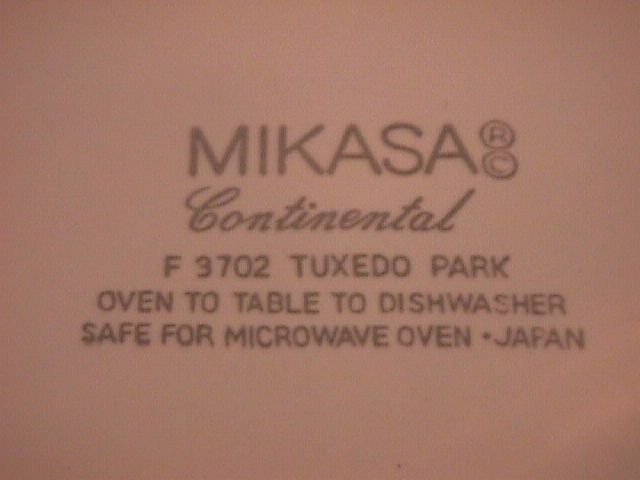 MIKASA ® ©
Continental
F 3702 TUXEDO PARK
OVEN TO TABLE TO DISHWASHER
SAFE FOR MICROWAVE OVEN • JAPAN